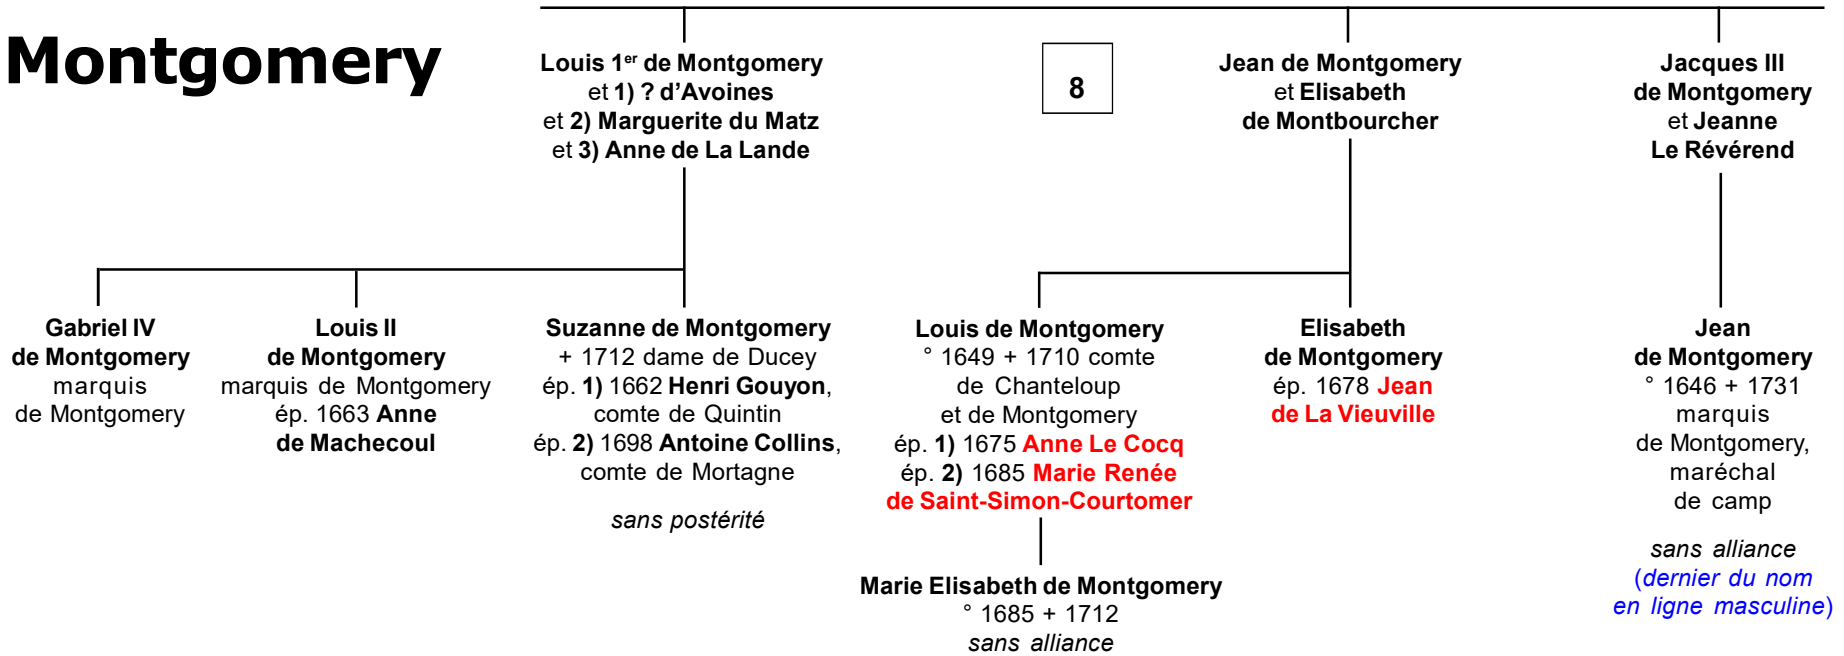 Montgomery
Louis 1er de Montgomery
et 1) ? d'Avoines
et 2) Marguerite du Matz
et 3) Anne de La Lande
8
Jean de Montgomery
et Elisabeth
de Montbourcher
Jacques III
de Montgomery
et Jeanne
Le Révérend
Gabriel IV
de Montgomery
marquis
de Montgomery
Louis II
de Montgomery
marquis de Montgomery
ép. 1663 Anne
de Machecoul
Suzanne de Montgomery
+ 1712 dame de Ducey
ép. 1) 1662 Henri Gouyon,
comte de Quintin
ép. 2) 1698 Antoine Collins,
comte de Mortagne
sans postérité
Louis de Montgomery
° 1649 + 1710 comte
de Chanteloup
et de Montgomery
ép. 1) 1675 Anne Le Cocq
ép. 2) 1685 Marie Renée
de Saint-Simon-Courtomer
Marie Elisabeth de Montgomery
° 1685 + 1712
sans alliance
Elisabeth
de Montgomery
ép. 1678 Jean
de La Vieuville
Jean
de Montgomery
° 1646 + 1731
marquis
de Montgomery,
maréchal
de camp
sans alliance
(dernier du nom
en ligne masculine)